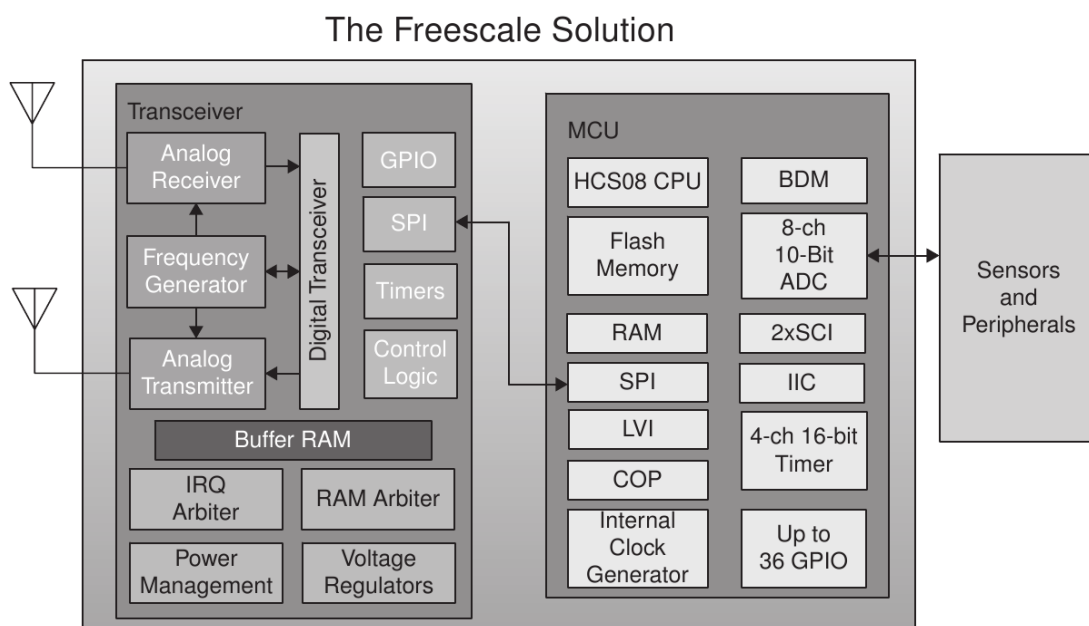 The Freescale Solution
Transceiver
Analog
Receiver
Frequency
Generator
Analog
Transmitter
Digital Transceiver
GPIO
SPI
Timers
Control
Logic
Buffer RAM
IRQ
Arbiter
RAM Arbiter
Power
Management
Voltage
Regulators
MCU
HCS08 CPU
Flash
Memory
RAM
SPI
LVI
COP
Internal
Clock
Generator
BDM
8-ch
10-Bit
ADC
2xSCI
IIC
4-ch 16-bit
Timer
Up to
36 GPIO
Sensors
and
Peripherals